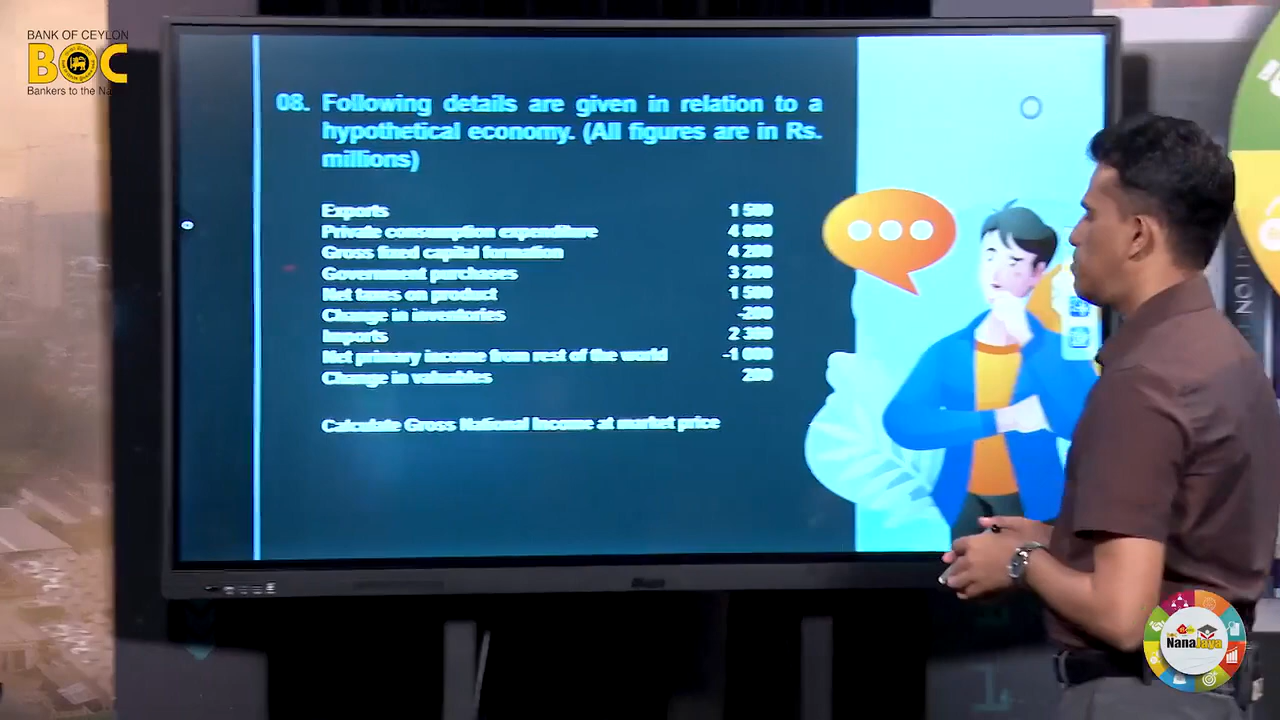 BANK OF CEYLON
BOC
Bankers to the Na
08. Following details are given in relation to a
hypothetical economy. (All figures are in Rs.
millions)
Exports 1 500
Private consumption expenditure 4 800
Gross fixed capital formation 4 200
Government purchases 3 200
Net taxes on product 1 500
Change in inventories -200
Imports 2 300
Net primary income from rest of the world -1 000
Change in valuables 200
Calculate Gross National Income at market price
NanaJaya